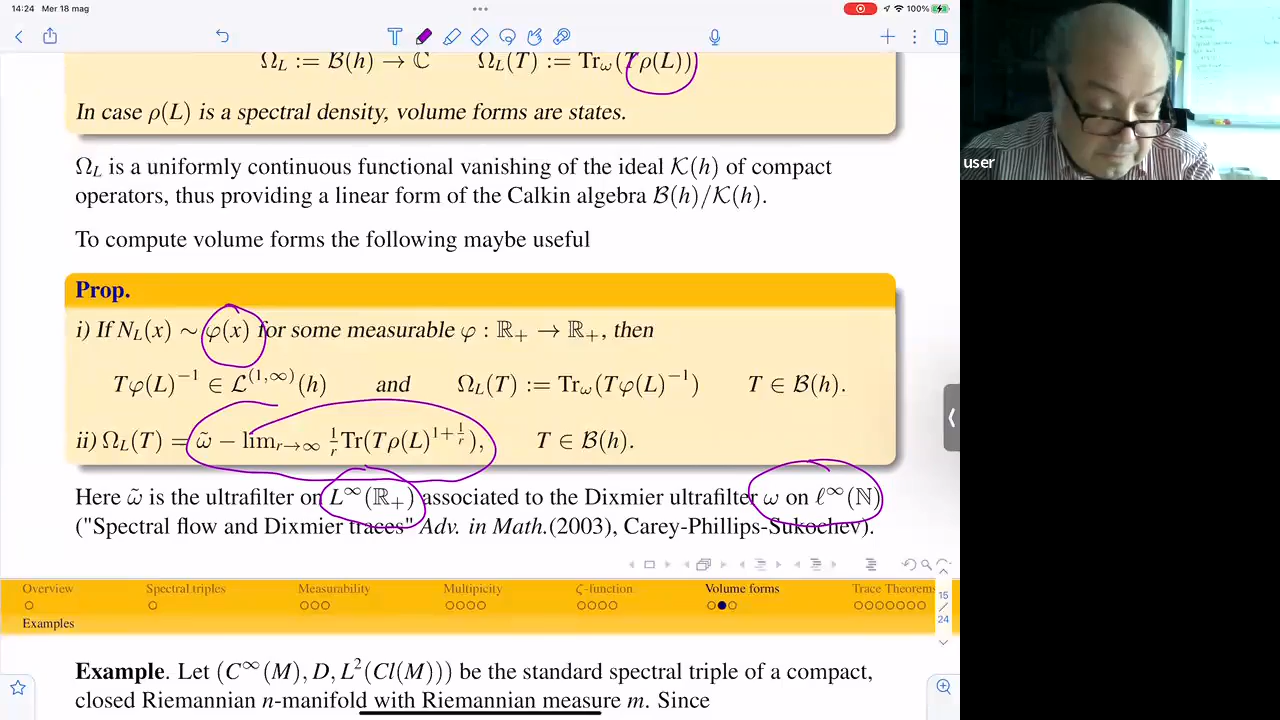 14:24 Mer 18 mag
100%
Ω_L := B(h) → ℂ Ω_L(T) := Tr_ω(Tρ(L))
In case ρ(L) is a spectral density, volume forms are states.
Ω_L is a uniformly continuous functional vanishing of the ideal K(h) of compact
operators, thus providing a linear form of the Calkin algebra B(h)/K(h).
To compute volume forms the following maybe useful
Prop.
i) If N_L(x) ∼ φ(x) for some measurable φ : ℝ₊ → ℝ₊, then
Tφ(L)^{-1} ∈ L^{(1,∞)}(h) and Ω_L(T) := Tr_ω(Tφ(L)^{-1}) T ∈ B(h).
ii) Ω_L(T) = ω̃ − lim_{r→∞} 1/r Tr(Tρ(L)^{1+1/r}), T ∈ B(h).
Here ω̃ is the ultrafilter on L^∞(ℝ₊) associated to the Dixmier ultrafilter ω on ℓ^∞(ℕ)
("Spectral flow and Dixmier traces" Adv. in Math.(2003), Carey-Phillips-Sukochev).
Overview Spectral triples Measurability Multipicity ζ-function Volume forms Trace Theorem
Examples
15
/
24
Example. Let (C^∞(M), D, L²(Cl(M))) be the standard spectral triple of a compact,
closed Riemannian n-manifold with Riemannian measure m. Since
user